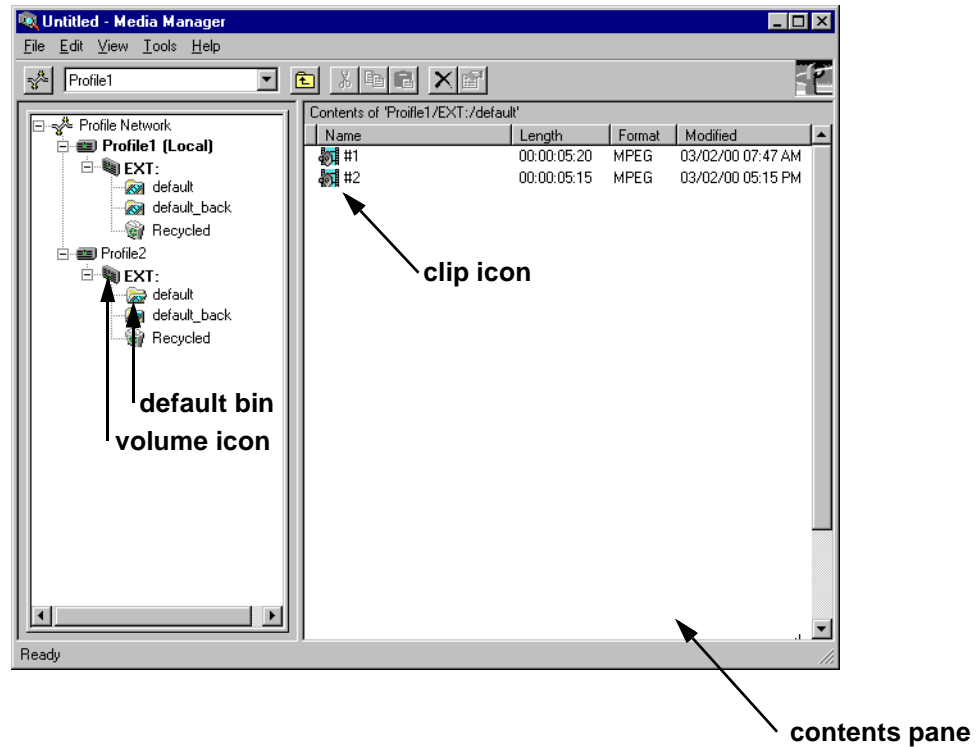 Untitled - Media Manager
File Edit View Tools Help
Profile1
Contents of 'Proifle1/EXT:/default'
Name Length Format Modified
#1 00:00:05:20 MPEG 03/02/00 07:47 AM
#2 00:00:05:15 MPEG 03/02/00 05:15 PM
Profile Network
Profile1 (Local)
EXT:
default
default_back
Recycled
Profile2
EXT:
default
default_back
Recycled
clip icon
default bin
volume icon
Ready
contents pane